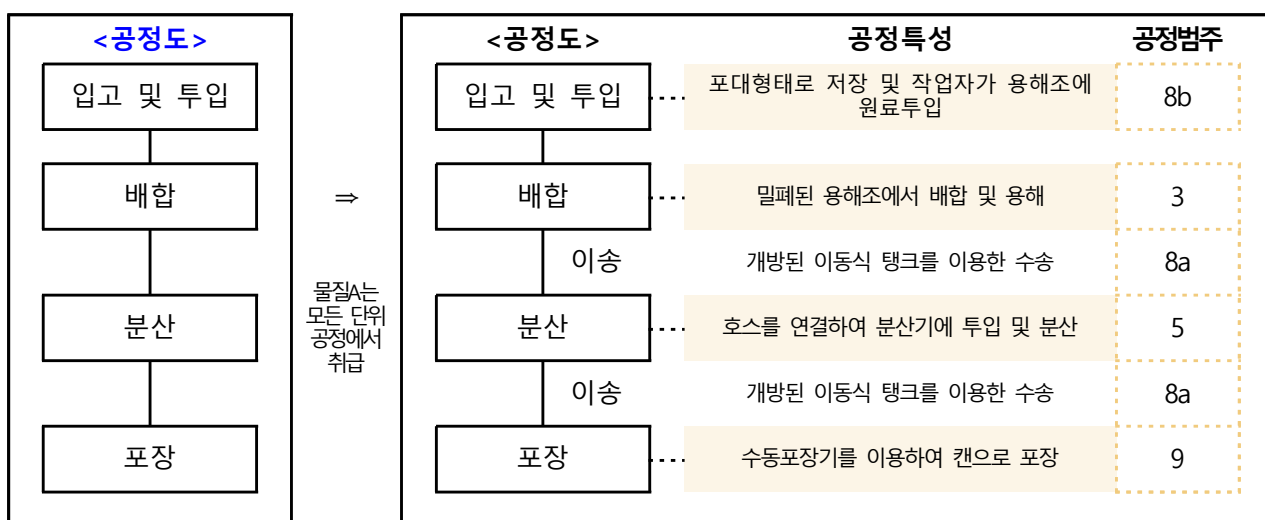 <공정도>
입고 및 투입
배합
분산
포장
⇒
물질A는
모든 단위
공정에서
취급
<공정도> 공정특성 공정범주
입고 및 투입 포대형태로 저장 및 작업자가 용해조에
원료투입 8b
배합 밀폐된 용해조에서 배합 및 용해 3
이송 개방된 이동식 탱크를 이용한 수송 8a
분산 호스를 연결하여 분산기에 투입 및 분산 5
이송 개방된 이동식 탱크를 이용한 수송 8a
포장 수동포장기를 이용하여 캔으로 포장 9